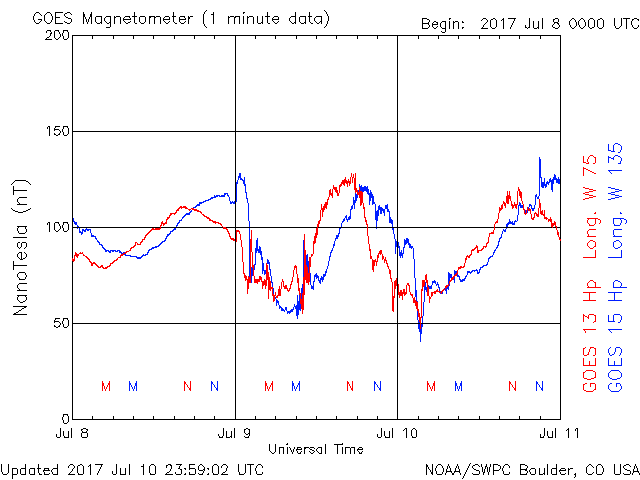 GOES Magnetometer (1 minute data)
Begin: 2017 Jul 8 0000 UTC
200
150
100
50
0
NanoTesla (nT)
M M N N M M N N M M N N
Jul 8 Jul 9 Jul 10 Jul 11
Universal Time
GOES 13 Hp Long. W 75
GOES 15 Hp Long. W 135
Updated 2017 Jul 10 23:59:02 UTC
NOAA/SWPC Boulder, CO USA